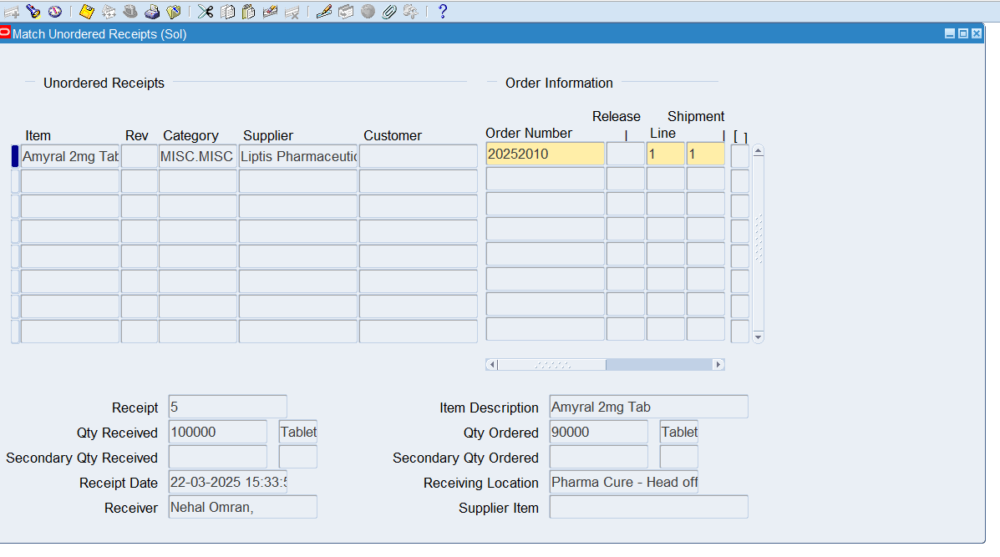 ?
Match Unordered Receipts (Sol)
Unordered Receipts
Order Information
Release Shipment
Item Rev Category Supplier Customer Order Number | Line | [ ]
Amyral 2mg Tab MISC.MISC Liptis Pharmaceutic 20252010 1 1
Receipt 5 Item Description Amyral 2mg Tab
Qty Received 100000 Tablet Qty Ordered 90000 Tablet
Secondary Qty Received Secondary Qty Ordered
Receipt Date 22-03-2025 15:33:5 Receiving Location Pharma Cure - Head off
Receiver Nehal Omran, Supplier Item